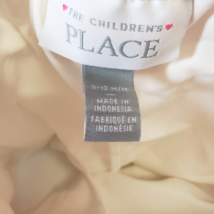 THE CHILDREN'S
PLACE
MADE IN
INDONESIA
FABRIQUÉ EN
INDONÉSIE